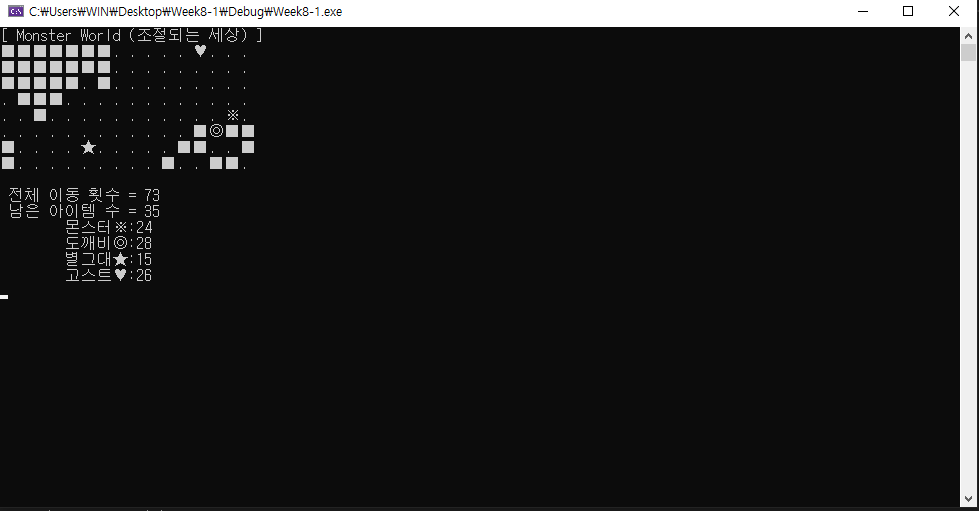 C:₩Users₩WIN₩Desktop₩Week8-1₩Debug₩Week8-1.exe
[ Monster World (조절되는 세상) ]
■■■■■■■. . . . . ♥. . .
■■■■■■■. . . . . . . . .
■■■■■. ■. . . . . . . . .
. ■■■. . . . . . . . . . . .
. . ■. . . . . . . . . . . ※.
. . . . . . . . . . . . ■◎■■
■. . . . ★. . . . . ■■. . ■
■. . . . . . . . . ■. . ■■.
전체 이동 횟수 = 73
남은 아이템 수 = 35
몬스터※:24
도깨비◎:28
별그대★:15
고스트♥:26